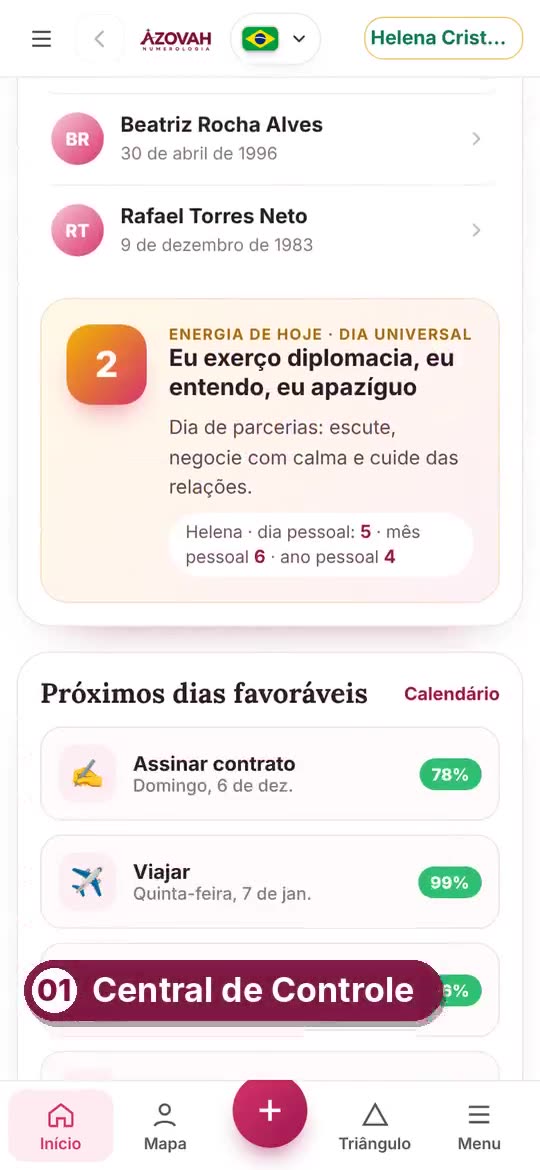 AZOVAH
NUMEROLOGIA
Helena Crist...
BR
Beatriz Rocha Alves
30 de abril de 1996
RT
Rafael Torres Neto
9 de dezembro de 1983
2
ENERGIA DE HOJE · DIA UNIVERSAL
Eu exerço diplomacia, eu
entendo, eu apazíguo
Dia de parcerias: escute,
negocie com calma e cuide das
relações.
Helena · dia pessoal: 5 · mês
pessoal 6 · ano pessoal 4
Próximos dias favoráveis
Calendário
Assinar contrato
Domingo, 6 de dez.
78%
Viajar
Quinta-feira, 7 de jan.
99%
01 Central de Controle
Início
Mapa
+
Triângulo
Menu